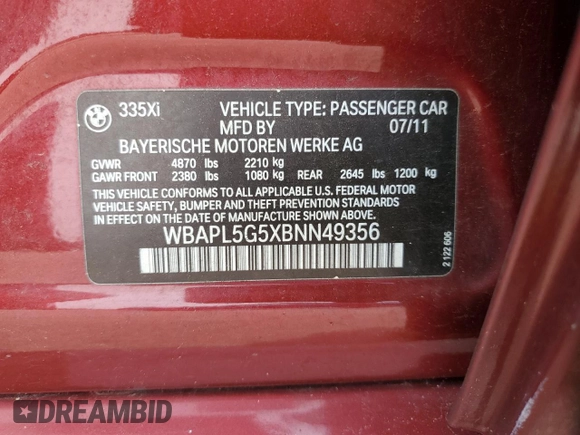 BMW
335Xi VEHICLE TYPE: PASSENGER CAR
MFD BY 07/11
BAYERISCHE MOTOREN WERKE AG
GVWR 4870 lbs 2210 kg
GAWR FRONT 2380 lbs 1080 kg REAR 2645 lbs 1200 kg
THIS VEHICLE CONFORMS TO ALL APPLICABLE U.S. FEDERAL MOTOR
VEHICLE SAFETY, BUMPER AND THEFT PREVENTION STANDARDS
IN EFFECT ON THE DATE OF MANUFACTURE SHOWN ABOVE.
WBAPL5G5XBNN49356
2 122 606
DREAMBID